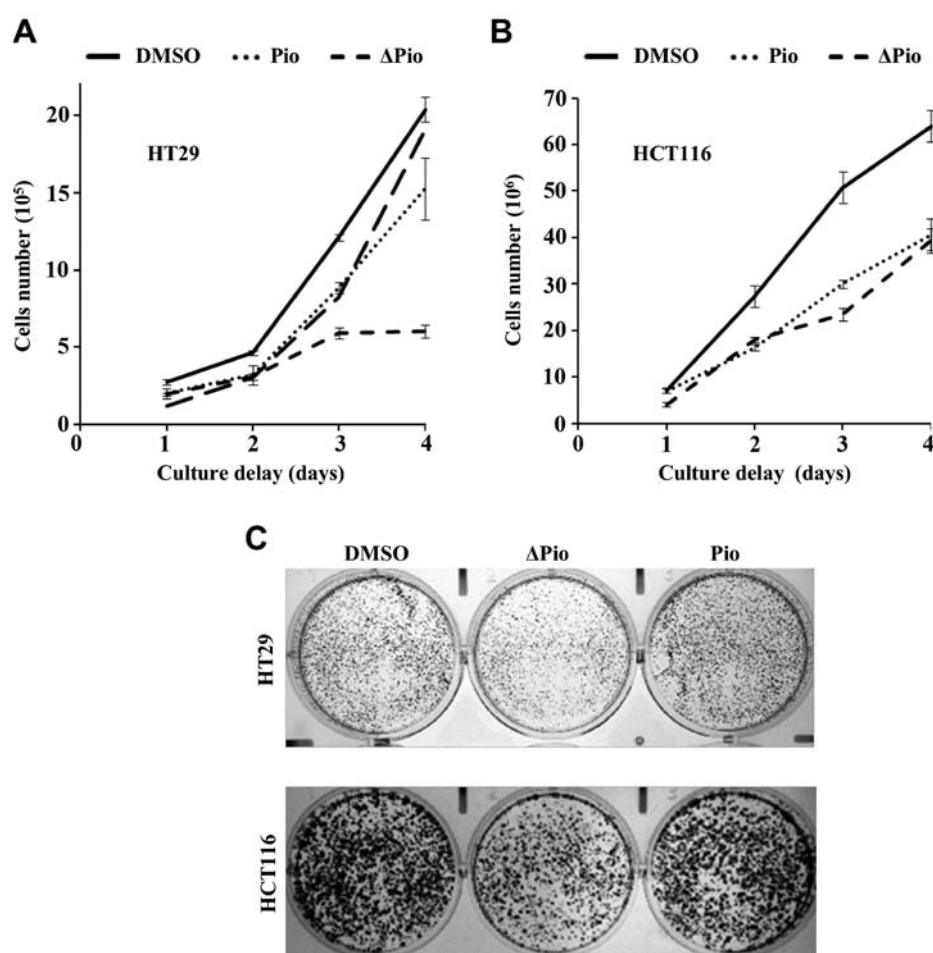 A
DMSO Pio ΔPio
20
15
10
5
0
HT29
Cells number (10⁵)
0 1 2 3 4
Culture delay (days)
B
DMSO Pio ΔPio
70
60
50
40
30
20
10
0
HCT116
Cells number (10⁶)
0 1 2 3 4
Culture delay (days)
C
DMSO ΔPio Pio
HT29
HCT116